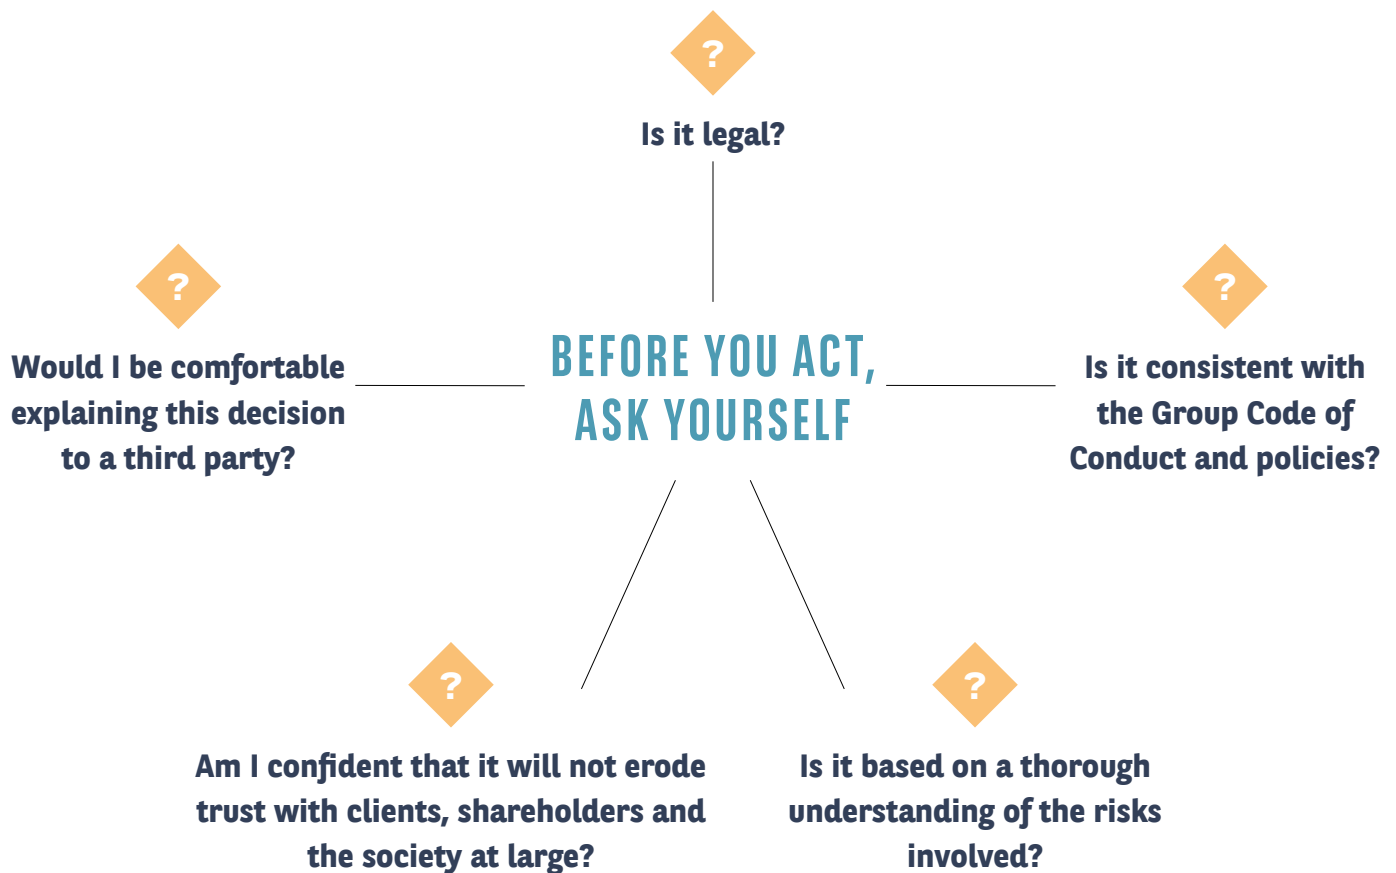 ?
Is it legal?
?
Would I be comfortable
explaining this decision
to a third party?
BEFORE YOU ACT,
ASK YOURSELF
?
Is it consistent with
the Group Code of
Conduct and policies?
?
Am I confident that it will not erode
trust with clients, shareholders and
the society at large?
?
Is it based on a thorough
understanding of the risks
involved?